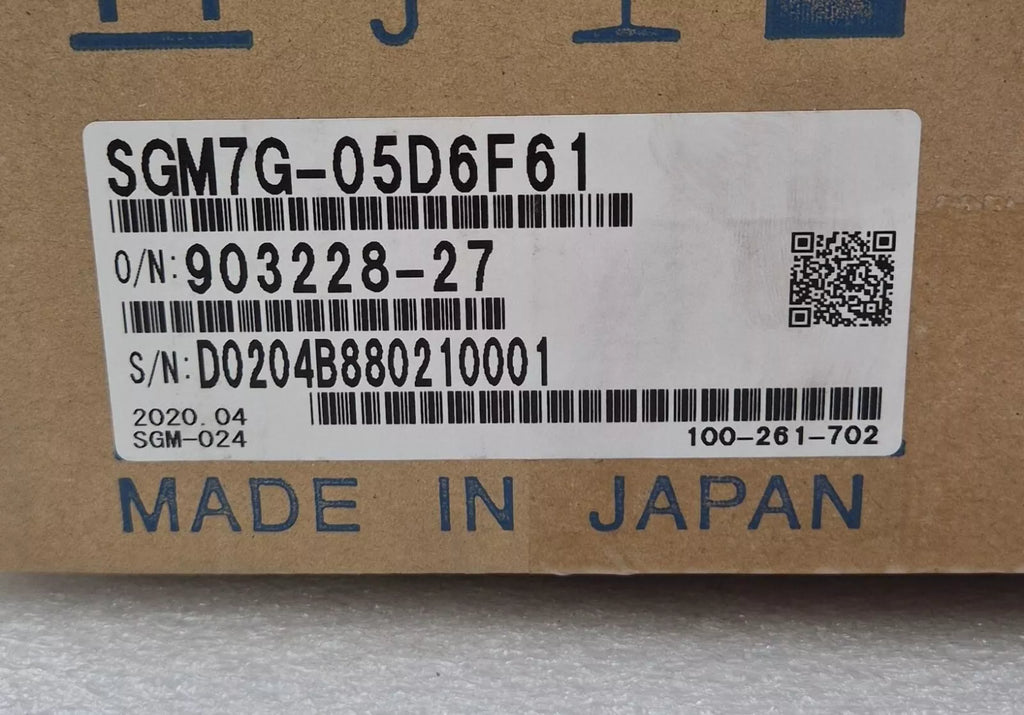 SGM7G-05D6F61
O/N: 903228-27
S/N: D0204B880210001
2020.04
SGM-024
100-261-702
MADE IN JAPAN